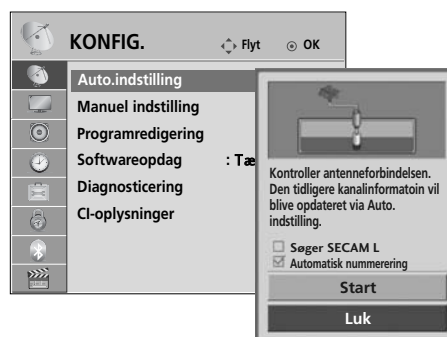 KONFIG.
Flyt
OK
Auto.indstilling
Manuel indstilling
Programredigering
Softwareopdag : Tæ
Diagnosticering
CI-oplysninger
Kontroller antenneforbindelsen.
Den tidligere kanalinformatoin vil
blive opdateret via Auto.
indstilling.
Søger SECAM L
Automatisk nummerering
Start
Luk